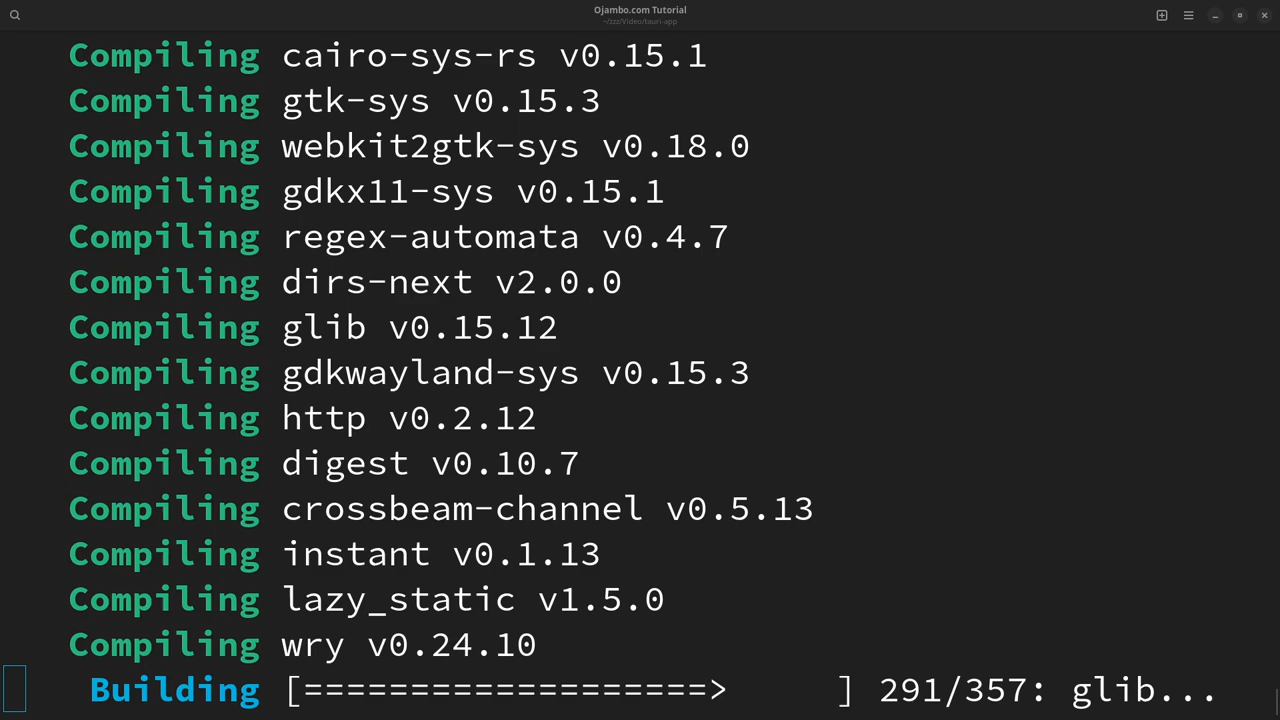 Ojambo.com Tutorial
~/zzz/Video/tauri-app
Compiling cairo-sys-rs v0.15.1
Compiling gtk-sys v0.15.3
Compiling webkit2gtk-sys v0.18.0
Compiling gdkx11-sys v0.15.1
Compiling regex-automata v0.4.7
Compiling dirs-next v2.0.0
Compiling glib v0.15.12
Compiling gdkwayland-sys v0.15.3
Compiling http v0.2.12
Compiling digest v0.10.7
Compiling crossbeam-channel v0.5.13
Compiling instant v0.1.13
Compiling lazy_static v1.5.0
Compiling wry v0.24.10
Building [===================>     ] 291/357: glib...